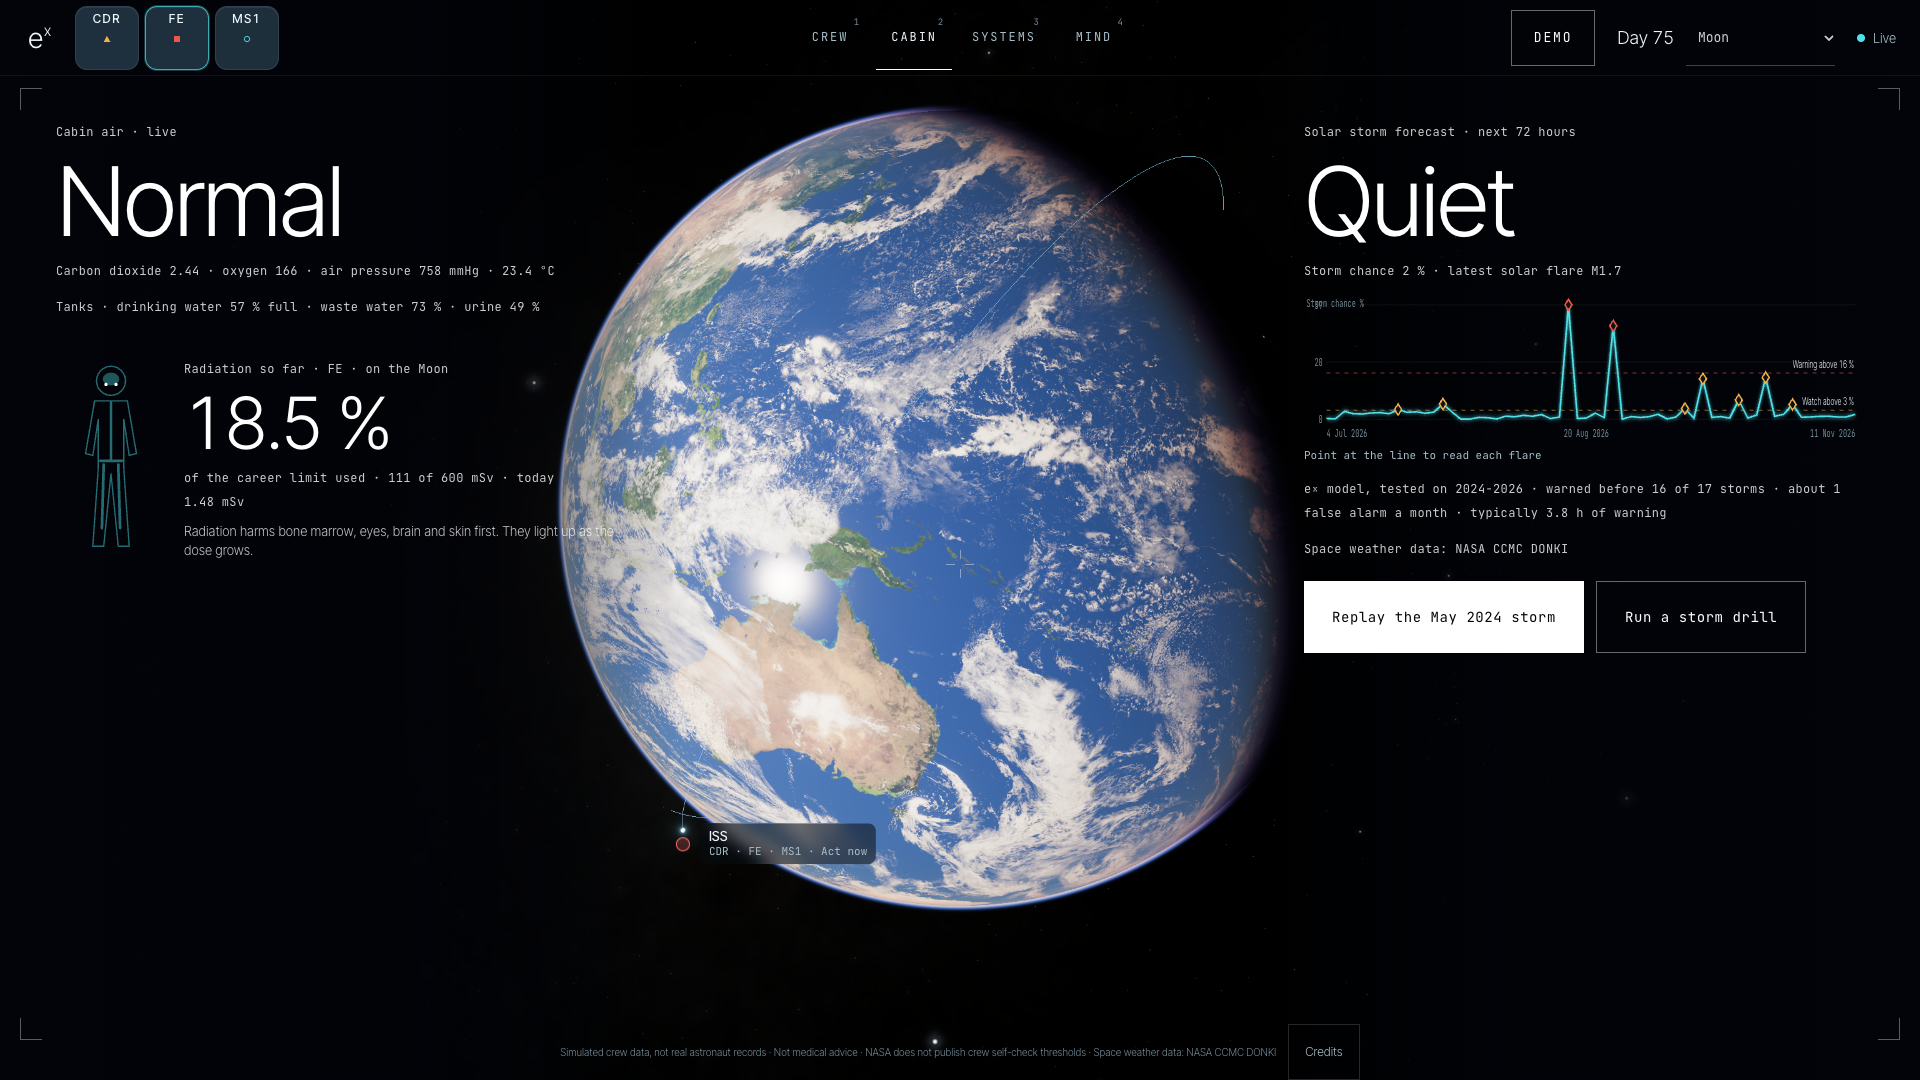 eˣ
CDR
FE
MS1
CREW 1
CABIN 2
SYSTEMS 3
MIND 4
DEMO
Day 75
Moon
Live
Cabin air · live
Normal
Carbon dioxide 2.44 · oxygen 166 · air pressure 758 mmHg · 23.4 °C
Tanks · drinking water 57 % full · waste water 73 % · urine 49 %
Radiation so far · FE · on the Moon
18.5 %
of the career limit used · 111 of 600 mSv · today
1.48 mSv
Radiation harms bone marrow, eyes, brain and skin first. They light up as the
dose grows.
ISS
CDR · FE · MS1 · Act now
Solar storm forecast · next 72 hours
Quiet
Storm chance 2 % · latest solar flare M1.7
Storm chance %
20
Warning above 16 %
Watch above 3 %
0
4 Jul 2026
20 Aug 2026
11 Nov 2026
Point at the line to read each flare
eˣ model, tested on 2024-2026 · warned before 16 of 17 storms · about 1
false alarm a month · typically 3.8 h of warning
Space weather data: NASA CCMC DONKI
Replay the May 2024 storm
Run a storm drill
Simulated crew data, not real astronaut records · Not medical advice · NASA does not publish crew self-check thresholds · Space weather data: NASA CCMC DONKI
Credits